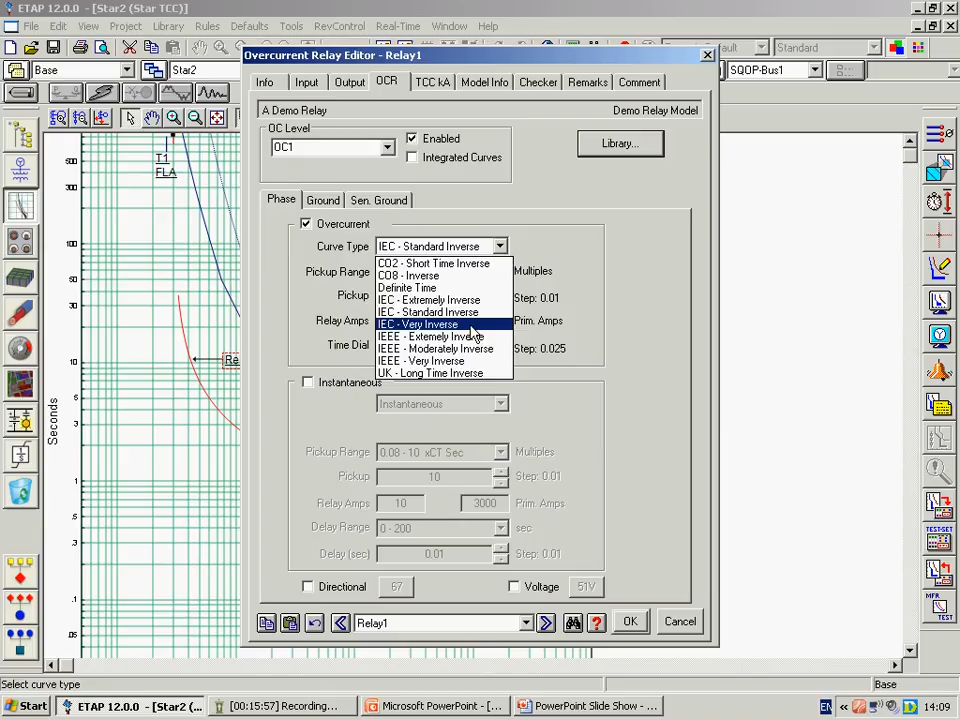 ETAP 12.0.0 - [Star2 (Star TCC)]
File Edit View Project Library Rules Defaults Tools RevControl Real-Time Window Help
Base
Star2
Standard
SQOP-Bus1
Overcurrent Relay Editor - Relay1
Info Input Output OCR TCC kA Model Info Checker Remarks Comment
A Demo Relay
Demo Relay Model
OC Level
OC1
Enabled
Integrated Curves
Library...
Phase Ground Sen. Ground
Overcurrent
Curve Type IEC - Standard Inverse
CO2 - Short Time Inverse
CO8 - Inverse
Definite Time
IEC - Extremely Inverse
IEC - Standard Inverse
IEC - Very Inverse
IEEE - Extemely Inverse
IEEE - Moderately Inverse
IEEE - Very Inverse
UK - Long Time Inverse
Pickup Range Multiples
Pickup Step: 0.01
Relay Amps Prim. Amps
Time Dial Step: 0.025
Instantaneous
Instantaneous
Pickup Range 0.08 - 10 xCT Sec Multiples
Pickup 10 Step: 0.01
Relay Amps 10 3000 Prim. Amps
Delay Range 0 - 200 sec
Delay (sec) 0.01 Step: 0.01
Directional 67
Voltage 51V
Relay1
OK Cancel
T1
FLA
Re
Seconds
500
300
100
50
30
10
5
3
1
.5
.3
.1
.05
TEST-SET
MFR
TEST
Select curve type
Base
Start
ETAP 12.0.0 - [Star2 (...
[00:15:57] Recording...
Microsoft PowerPoint - [...
PowerPoint Slide Show - ...
EN
14:09